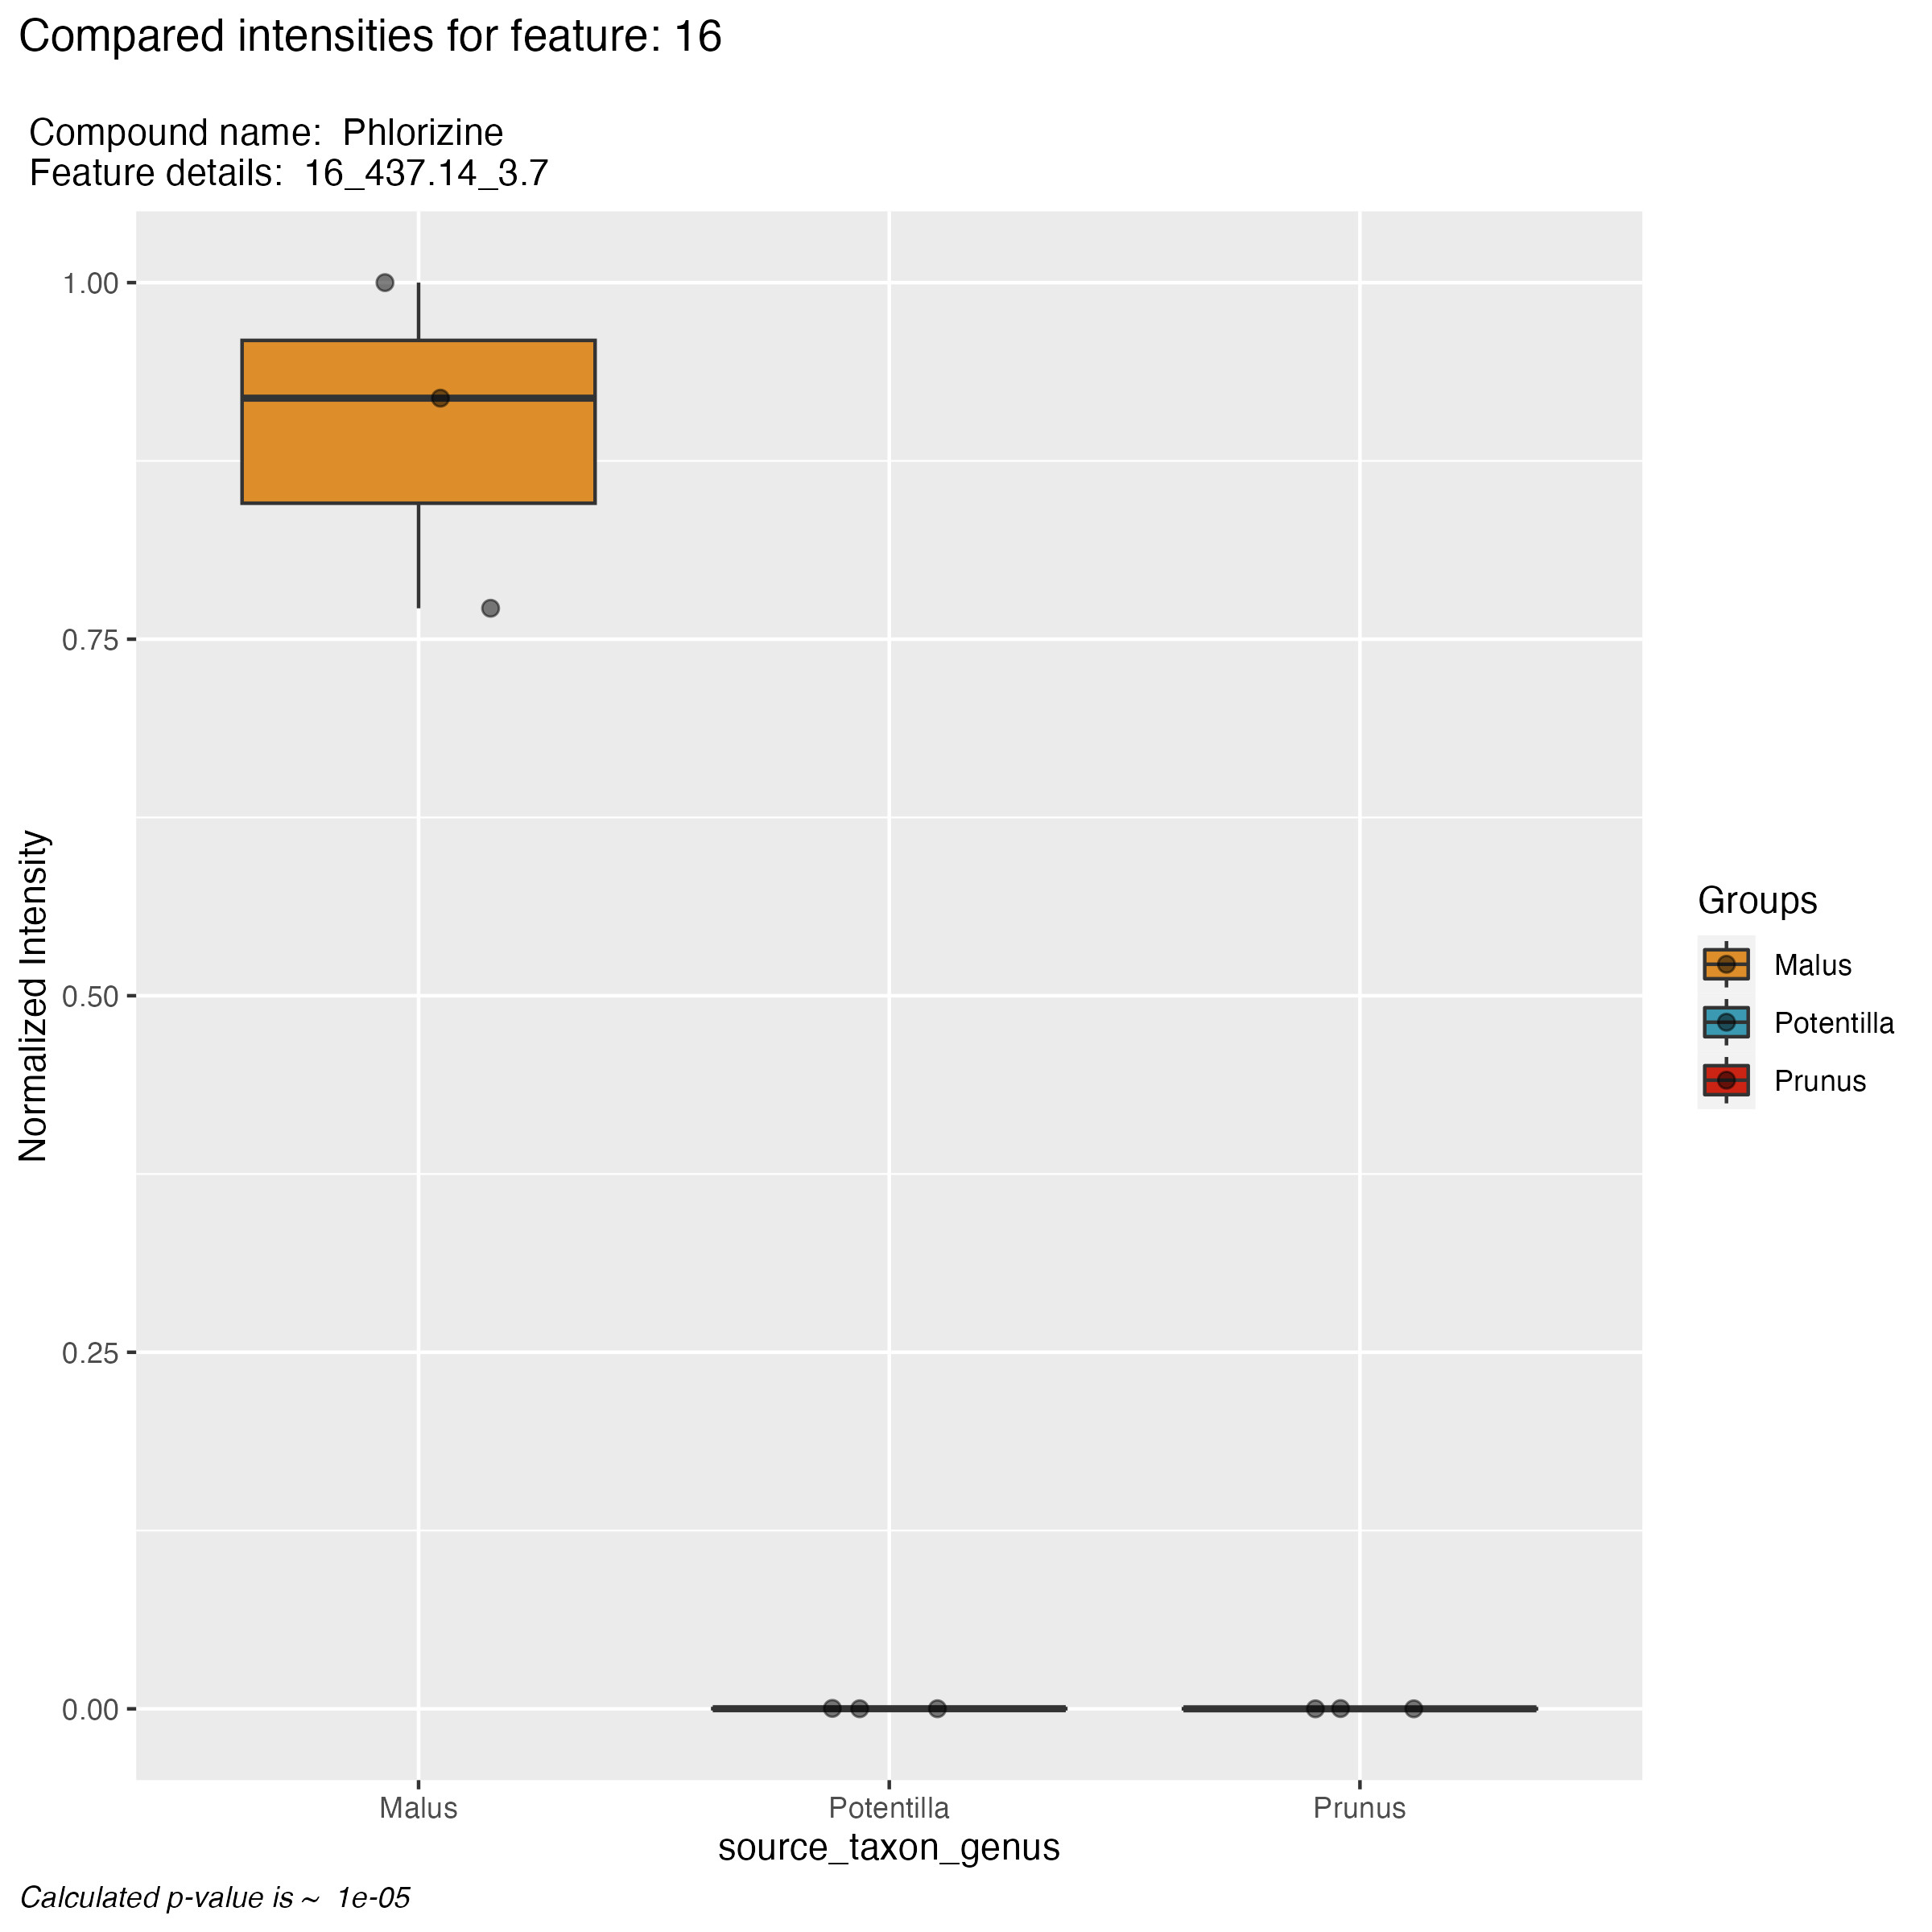 Compared intensities for feature: 16
Compound name:  Phlorizine
Feature details:  16_437.14_3.7
Normalized Intensity
1.00
0.75
0.50
0.25
0.00
Malus
Potentilla
Prunus
source_taxon_genus
Groups
Malus
Potentilla
Prunus
Calculated p-value is ~  1e-05